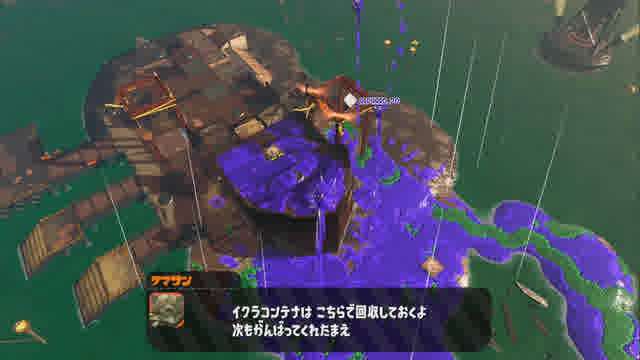 クマサン
イクラコンテナは こちらで回収しておくよ
次もがんばってくれたまえ